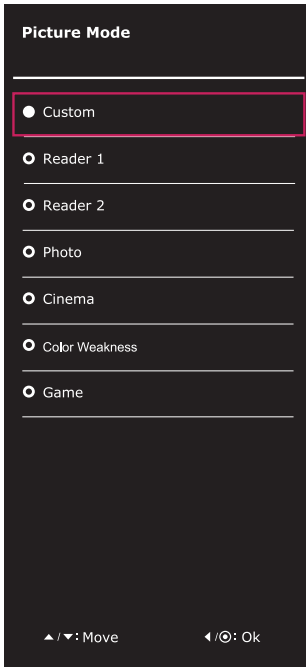 Picture Mode
Custom
Reader 1
Reader 2
Photo
Cinema
Color Weakness
Game
▲/▼: Move ◀/◉: Ok